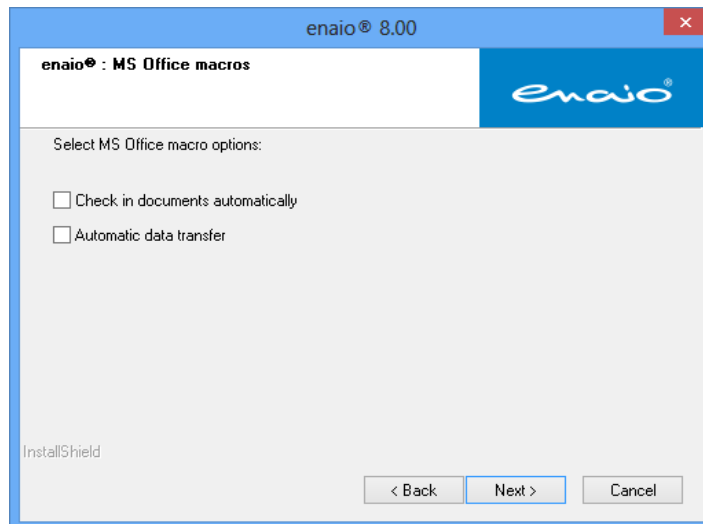 enaio® 8.00
enaio® : MS Office macros
enaio®
Select MS Office macro options:
Check in documents automatically
Automatic data transfer
InstallShield
< Back Next > Cancel